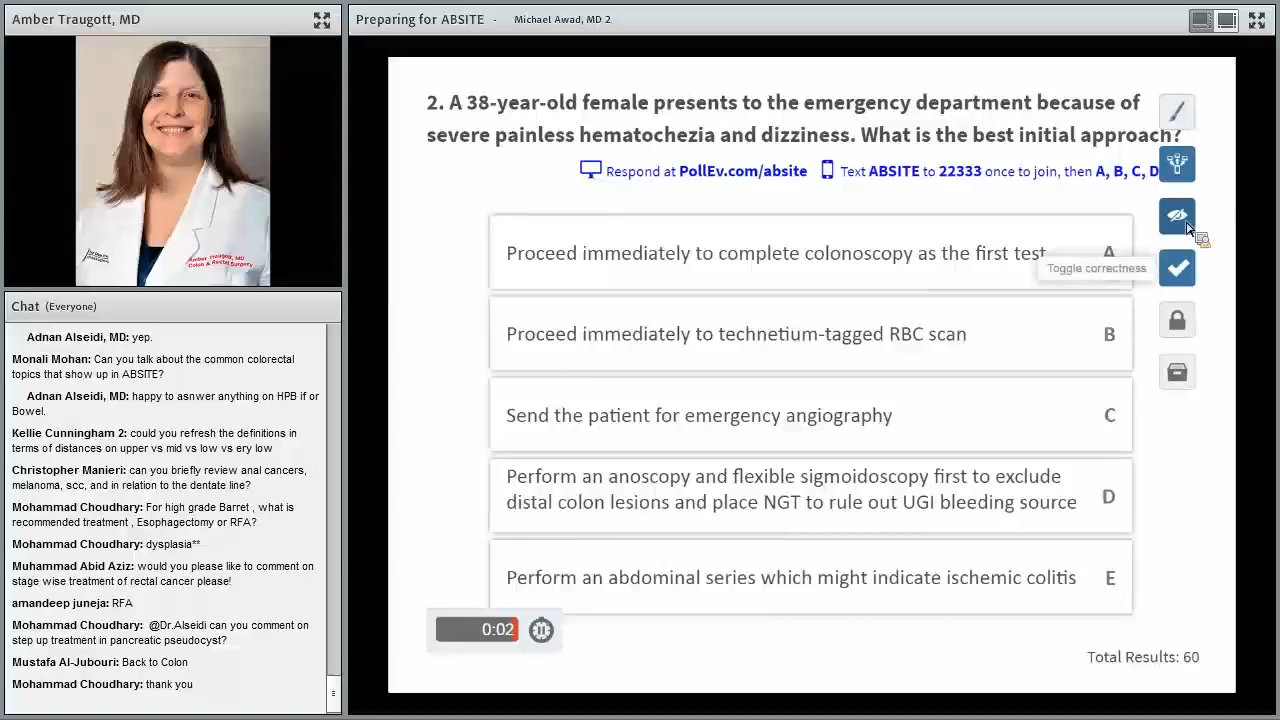 Amber Traugott, MD
Amber Traugott, MD
Colon & Rectal Surgery
Chat (Everyone)
Adnan Alseidi, MD: yep.
Monali Mohan: Can you talk about the common colorectal
topics that show up in ABSITE?
Adnan Alseidi, MD: happy to asnwer anything on HPB if or
Bowel.
Kellie Cunningham 2: could you refresh the definitions in
terms of distances on upper vs mid vs low vs ery low
Christopher Manieri: can you briefly review anal cancers,
melanoma, scc, and in relation to the dentate line?
Mohammad Choudhary: For high grade Barret , what is
recommended treatment , Esophagectomy or RFA?
Mohammad Choudhary: dysplasia**
Muhammad Abid Aziz: would you please like to comment on
stage wise treatment of rectal cancer please!
amandeep juneja: RFA
Mohammad Choudhary: @Dr.Alseidi can you comment on
step up treatment in pancreatic pseudocyst?
Mustafa Al-Jubouri: Back to Colon
Mohammad Choudhary: thank you
Preparing for ABSITE - Michael Awad, MD 2
2. A 38-year-old female presents to the emergency department because of
severe painless hematochezia and dizziness. What is the best initial approach?
Respond at PollEv.com/absite Text ABSITE to 22333 once to join, then A, B, C, D
Proceed immediately to complete colonoscopy as the first test A
Toggle correctness
Proceed immediately to technetium-tagged RBC scan B
Send the patient for emergency angiography C
Perform an anoscopy and flexible sigmoidoscopy first to exclude
distal colon lesions and place NGT to rule out UGI bleeding source D
Perform an abdominal series which might indicate ischemic colitis E
0:02
Total Results: 60